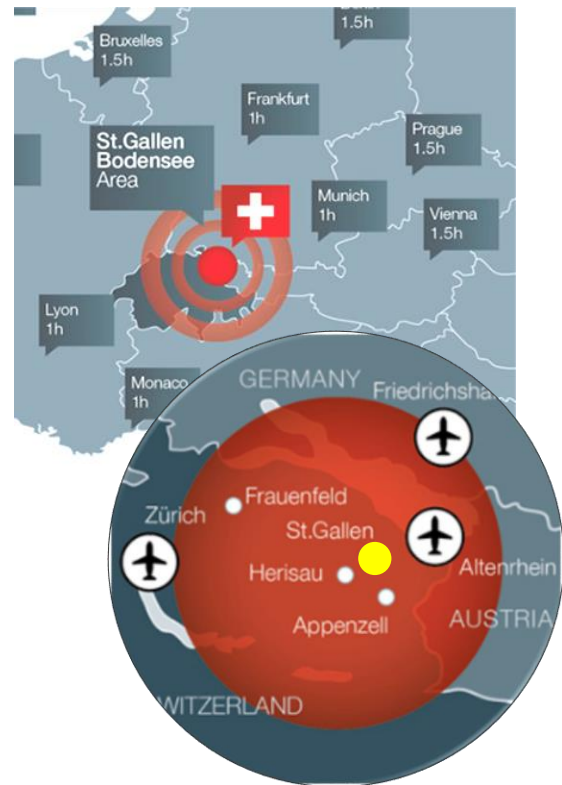 Bruxelles
1.5h
1.5h
Frankfurt
1h
Prague
1.5h
St.Gallen
Bodensee
Area
Munich
1h
Vienna
1.5h
Lyon
1h
Monaco
1h
GERMANY
Friedrichsha
Frauenfeld
Zürich
St.Gallen
Herisau
Altenrhein
Appenzell
AUSTRIA
WITZERLAND